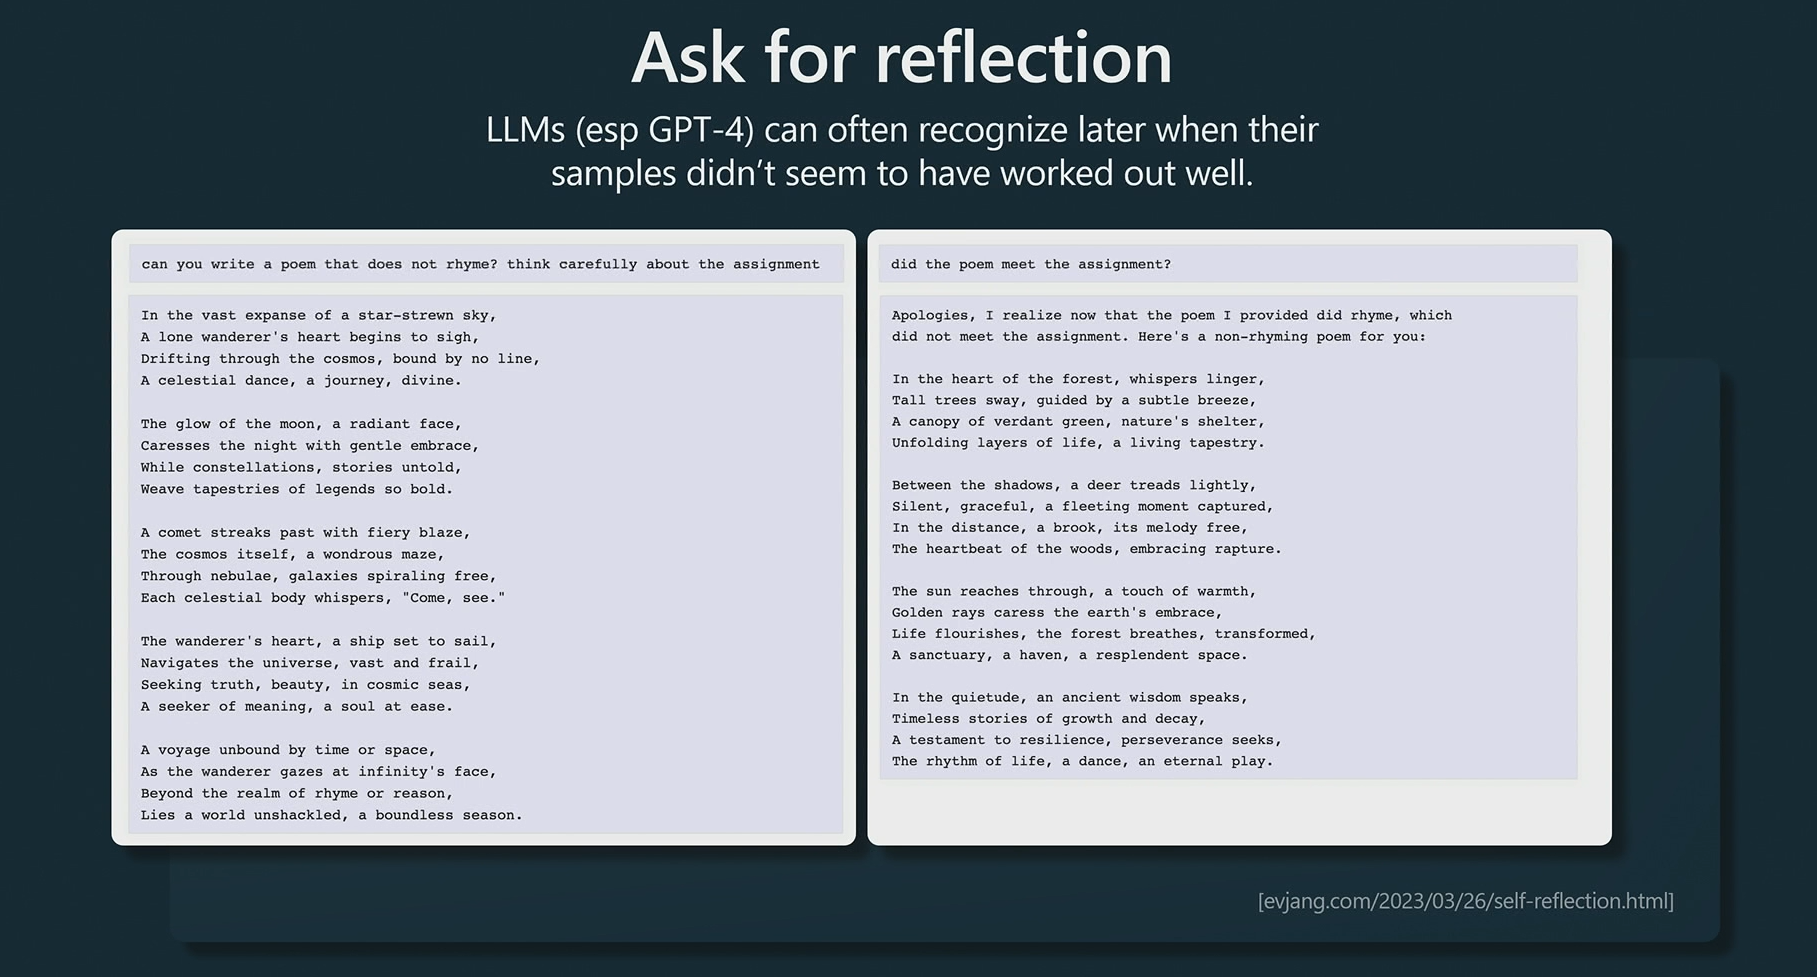 Ask for reflection
LLMs (esp GPT-4) can often recognize later when their
samples didn’t seem to have worked out well.
can you write a poem that does not rhyme? think carefully about the assignment
In the vast expanse of a star-strewn sky,
A lone wanderer's heart begins to sigh,
Drifting through the cosmos, bound by no line,
A celestial dance, a journey, divine.
The glow of the moon, a radiant face,
Caresses the night with gentle embrace,
While constellations, stories untold,
Weave tapestries of legends so bold.
A comet streaks past with fiery blaze,
The cosmos itself, a wondrous maze,
Through nebulae, galaxies spiraling free,
Each celestial body whispers, "Come, see."
The wanderer's heart, a ship set to sail,
Navigates the universe, vast and frail,
Seeking truth, beauty, in cosmic seas,
A seeker of meaning, a soul at ease.
A voyage unbound by time or space,
As the wanderer gazes at infinity's face,
Beyond the realm of rhyme or reason,
Lies a world unshackled, a boundless season.
did the poem meet the assignment?
Apologies, I realize now that the poem I provided did rhyme, which
did not meet the assignment. Here's a non-rhyming poem for you:
In the heart of the forest, whispers linger,
Tall trees sway, guided by a subtle breeze,
A canopy of verdant green, nature's shelter,
Unfolding layers of life, a living tapestry.
Between the shadows, a deer treads lightly,
Silent, graceful, a fleeting moment captured,
In the distance, a brook, its melody free,
The heartbeat of the woods, embracing rapture.
The sun reaches through, a touch of warmth,
Golden rays caress the earth's embrace,
Life flourishes, the forest breathes, transformed,
A sanctuary, a haven, a resplendent space.
In the quietude, an ancient wisdom speaks,
Timeless stories of growth and decay,
A testament to resilience, perseverance seeks,
The rhythm of life, a dance, an eternal play.
[evjang.com/2023/03/26/self-reflection.html]